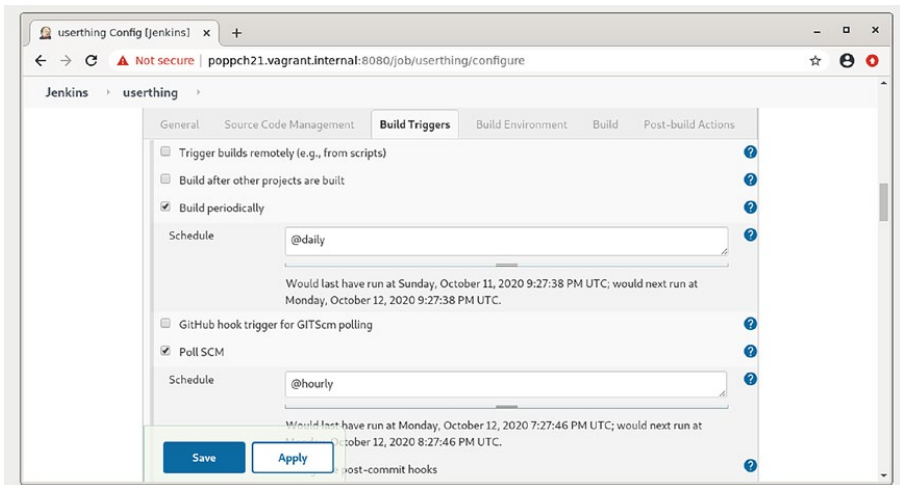 userthing Config [Jenkins]
Not secure | poppch21.vagrant.internal:8080/job/userthing/configure
Jenkins userthing
General Source Code Management Build Triggers Build Environment Build Post-build Actions
Trigger builds remotely (e.g., from scripts)
Build after other projects are built
Build periodically
Schedule @daily
Would last have run at Sunday, October 11, 2020 9:27:38 PM UTC; would next run at
Monday, October 12, 2020 9:27:38 PM UTC.
GitHub hook trigger for GITScm polling
Poll SCM
Schedule @hourly
Would last have run at Monday, October 12, 2020 7:27:46 PM UTC; would next run at
October 12, 2020 8:27:46 PM UTC.
Save Apply
post-commit hooks